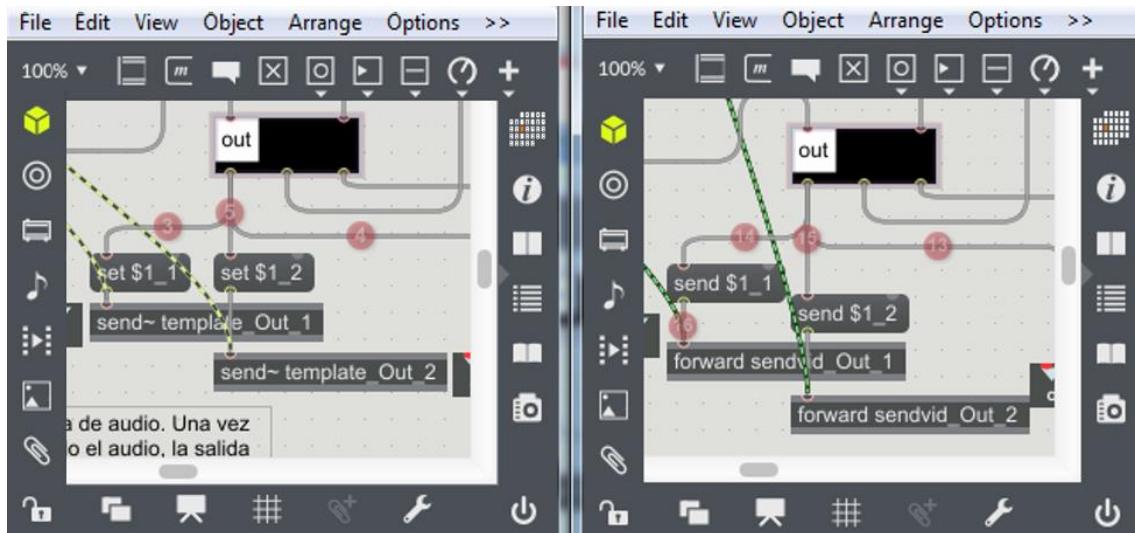 File Edit View Object Arrange Options >>
100%
m
out
3
5
4
set $1_1
set $1_2
send~ template_Out_1
send~ template_Out_2
a de audio. Una vez
o el audio, la salida
File Edit View Object Arrange Options >>
100%
m
out
14
15
13
send $1_1
send $1_2
16
forward sendvid_Out_1
forward sendvid_Out_2